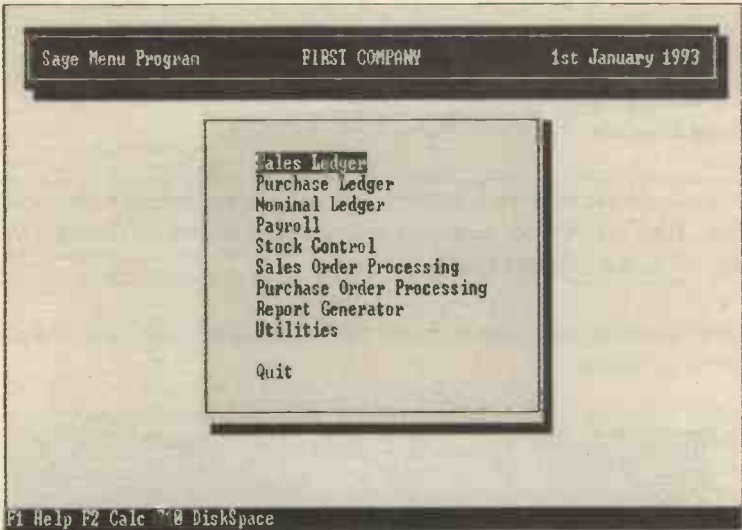 Sage Menu Program FIRST COMPANY 1st January 1993
Sales Ledger
Purchase Ledger
Nominal Ledger
Payroll
Stock Control
Sales Order Processing
Purchase Order Processing
Report Generator
Utilities
Quit
F1 Help F2 Calc F10 DiskSpace